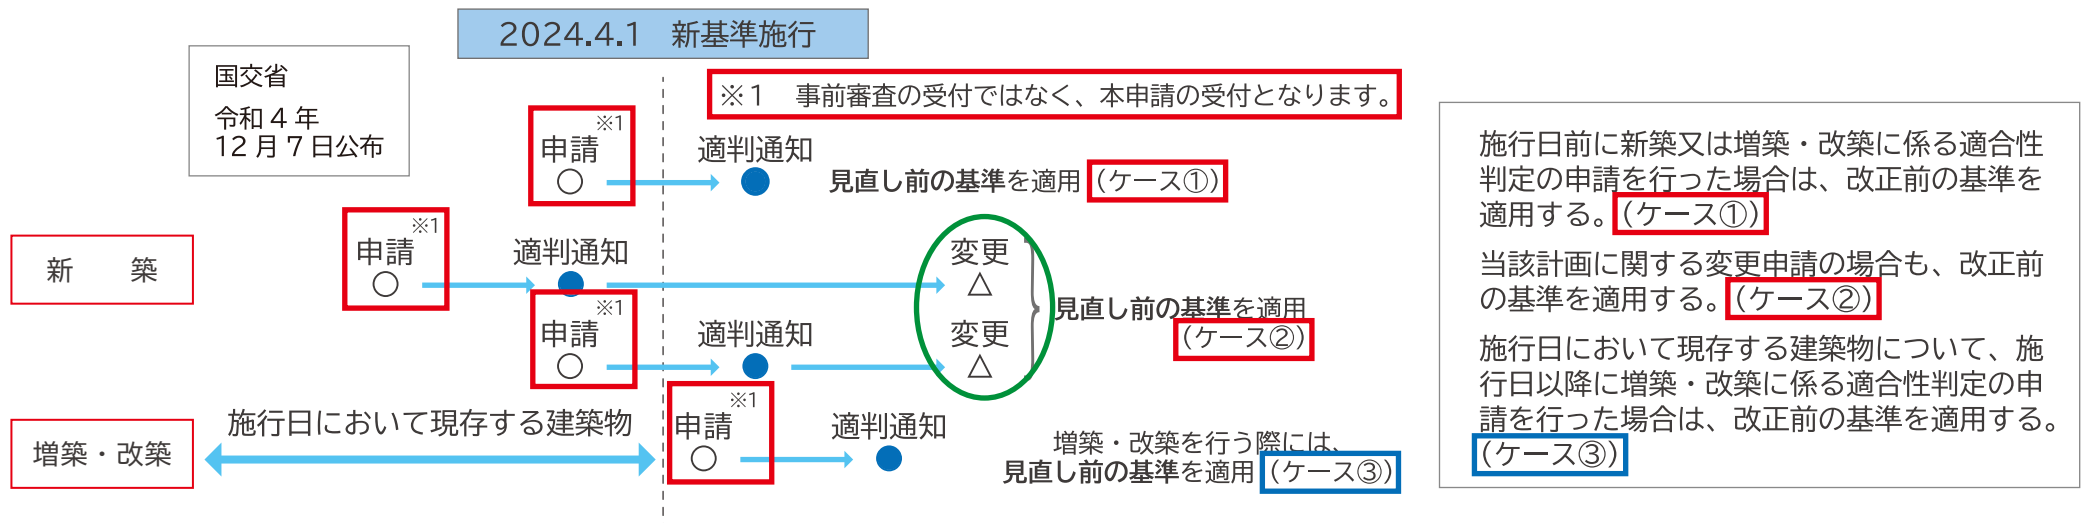 2024.4.1　新基準施行
国交省
令和４年
12月７日公布
※１　事前審査の受付ではなく、本申請の受付となります。
申請※1
適判通知
見直し前の基準を適用（ケース①）
新　　築
申請※1
適判通知
変更
申請※1
適判通知
変更
見直し前の基準を適用
（ケース②）
増築・改築
施行日において現存する建築物
申請※1
適判通知
増築・改築を行う際には、
見直し前の基準を適用（ケース③）
施行日前に新築又は増築・改築に係る適合性
判定の申請を行った場合は、改正前の基準を
適用する。（ケース①）
当該計画に関する変更申請の場合も、改正前
の基準を適用する。（ケース②）
施行日において現存する建築物について、施
行日以降に増築・改築に係る適合性判定の申
請を行った場合は、改正前の基準を適用する。
（ケース③）